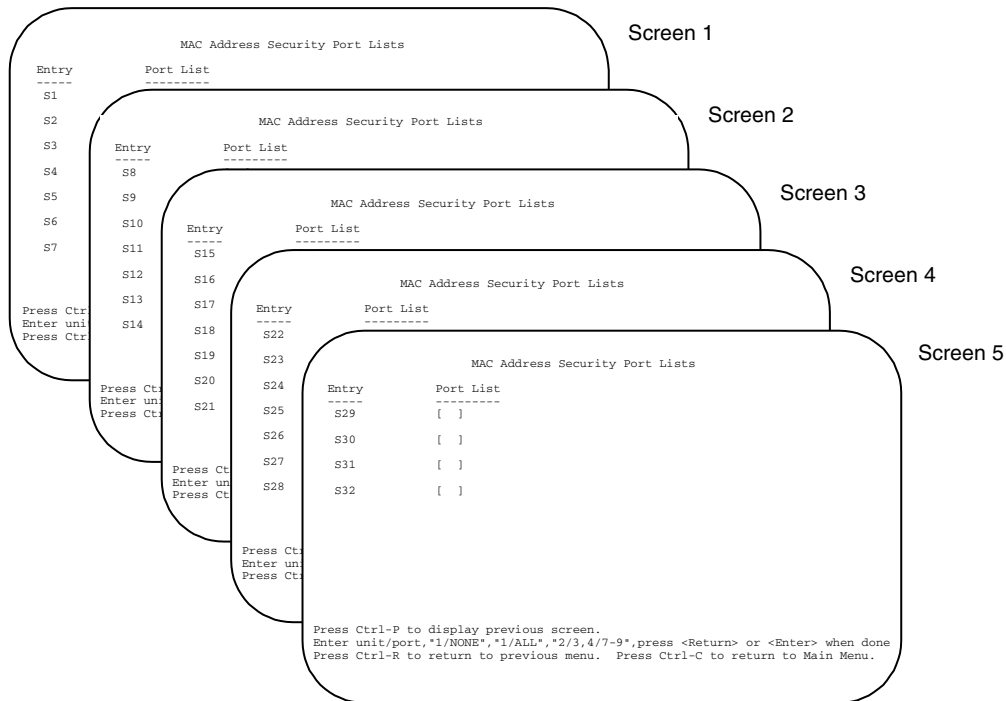 Screen 1
MAC Address Security Port Lists
Entry Port List
----- ---------
S1
S2
S3
S4
S5
S6
S7
Press Ctr
Enter uni
Press Ctr
Screen 2
MAC Address Security Port Lists
Entry Port List
----- ---------
S8
S9
S10
S11
S12
S13
S14
Press Ct
Enter un
Press Ct
Screen 3
MAC Address Security Port Lists
Entry Port List
----- ---------
S15
S16
S17
S18
S19
S20
S21
Press Ct
Enter un
Press Ct
Screen 4
MAC Address Security Port Lists
Entry Port List
----- ---------
S22
S23
S24
S25
S26
S27
S28
Press Ct
Enter un
Press Ct
Screen 5
MAC Address Security Port Lists
Entry Port List
----- ---------
S29 [ ]
S30 [ ]
S31 [ ]
S32 [ ]
Press Ctrl-P to display previous screen.
Enter unit/port,"1/NONE","1/ALL","2/3,4/7-9",press <Return> or <Enter> when done
Press Ctrl-R to return to previous menu. Press Ctrl-C to return to Main Menu.